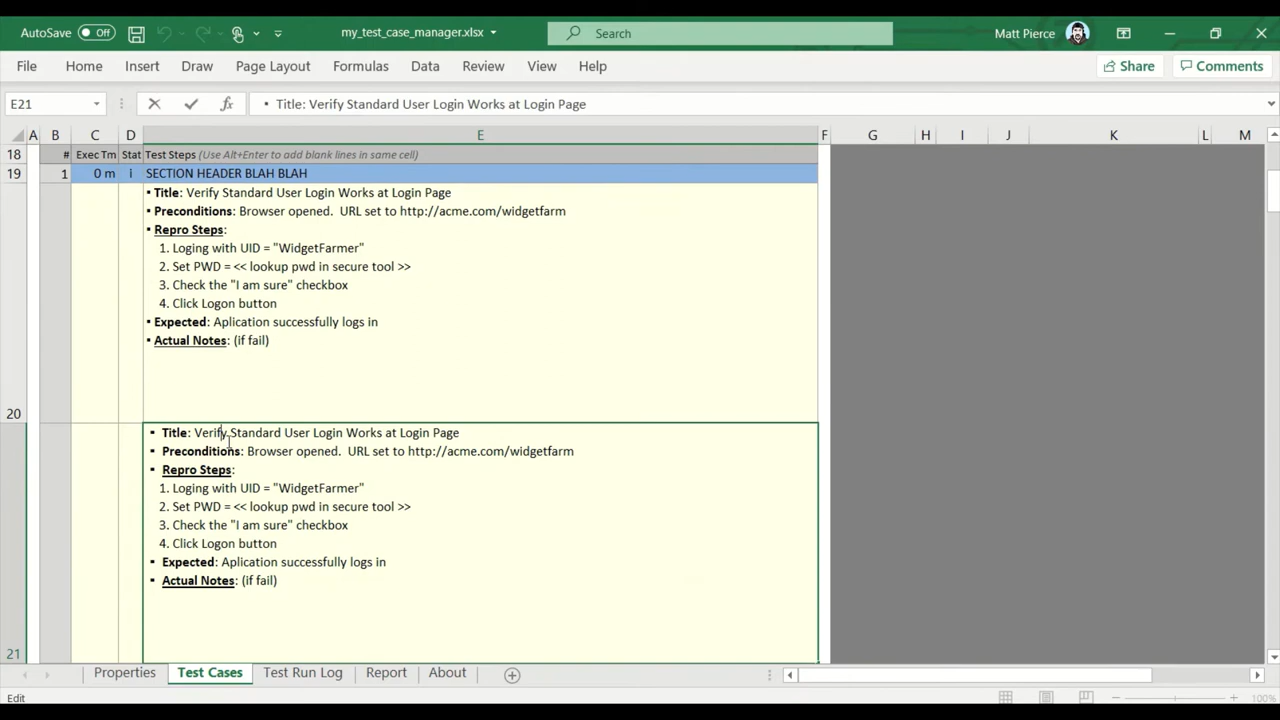 AutoSave Off my_test_case_manager.xlsx Search Matt Pierce
File Home Insert Draw Page Layout Formulas Data Review View Help Share Comments
E21 fx • Title: Verify Standard User Login Works at Login Page
A B C D E F G H I J K L M
18 # Exec Tm Stat Test Steps (Use Alt+Enter to add blank lines in same cell)
19 1 0 m i SECTION HEADER BLAH BLAH
▪ Title: Verify Standard User Login Works at Login Page
▪ Preconditions: Browser opened.  URL set to http://acme.com/widgetfarm
▪ Repro Steps:
1. Loging with UID = "WidgetFarmer"
2. Set PWD = << lookup pwd in secure tool >>
3. Check the "I am sure" checkbox
4. Click Logon button
▪ Expected: Aplication successfully logs in
▪ Actual Notes: (if fail)
20
▪ Title: Verify Standard User Login Works at Login Page
▪ Preconditions: Browser opened.  URL set to http://acme.com/widgetfarm
▪ Repro Steps:
1. Loging with UID = "WidgetFarmer"
2. Set PWD = << lookup pwd in secure tool >>
3. Check the "I am sure" checkbox
4. Click Logon button
▪ Expected: Aplication successfully logs in
▪ Actual Notes: (if fail)
21
Properties Test Cases Test Run Log Report About
Edit 100%